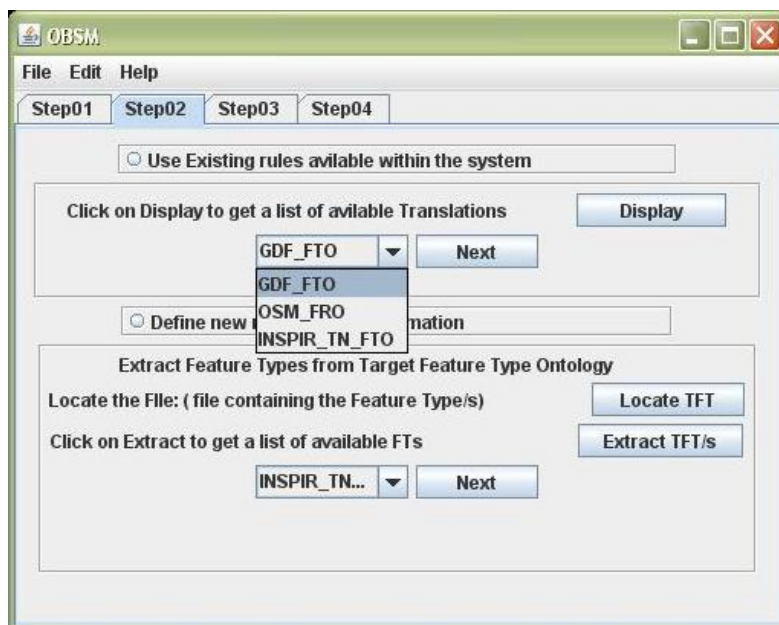 OBSM
File Edit Help
Step01 Step02 Step03 Step04
Use Existing rules avilable within the system
Click on Display to get a list of avilable Translations Display
GDF_FTO Next
GDF_FTO
OSM_FRO
INSPIR_TN_FTO
Define new
Extract Feature Types from Target Feature Type Ontology
Locate the FIle: ( file containing the Feature Type/s) Locate TFT
Click on Extract to get a list of available FTs Extract TFT/s
INSPIR_TN... Next